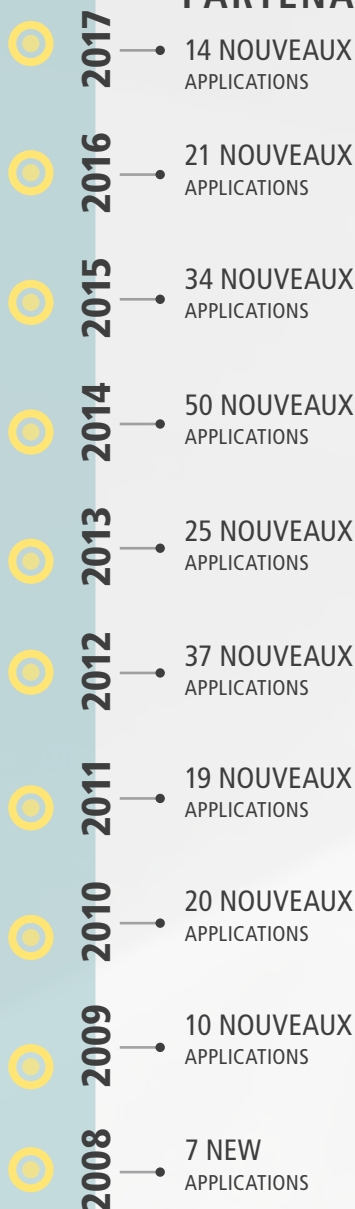 2017
14 NOUVEAUX
APPLICATIONS
2016
21 NOUVEAUX
APPLICATIONS
2015
34 NOUVEAUX
APPLICATIONS
2014
50 NOUVEAUX
APPLICATIONS
2013
25 NOUVEAUX
APPLICATIONS
2012
37 NOUVEAUX
APPLICATIONS
2011
19 NOUVEAUX
APPLICATIONS
2010
20 NOUVEAUX
APPLICATIONS
2009
10 NOUVEAUX
APPLICATIONS
2008
7 NEW
APPLICATIONS